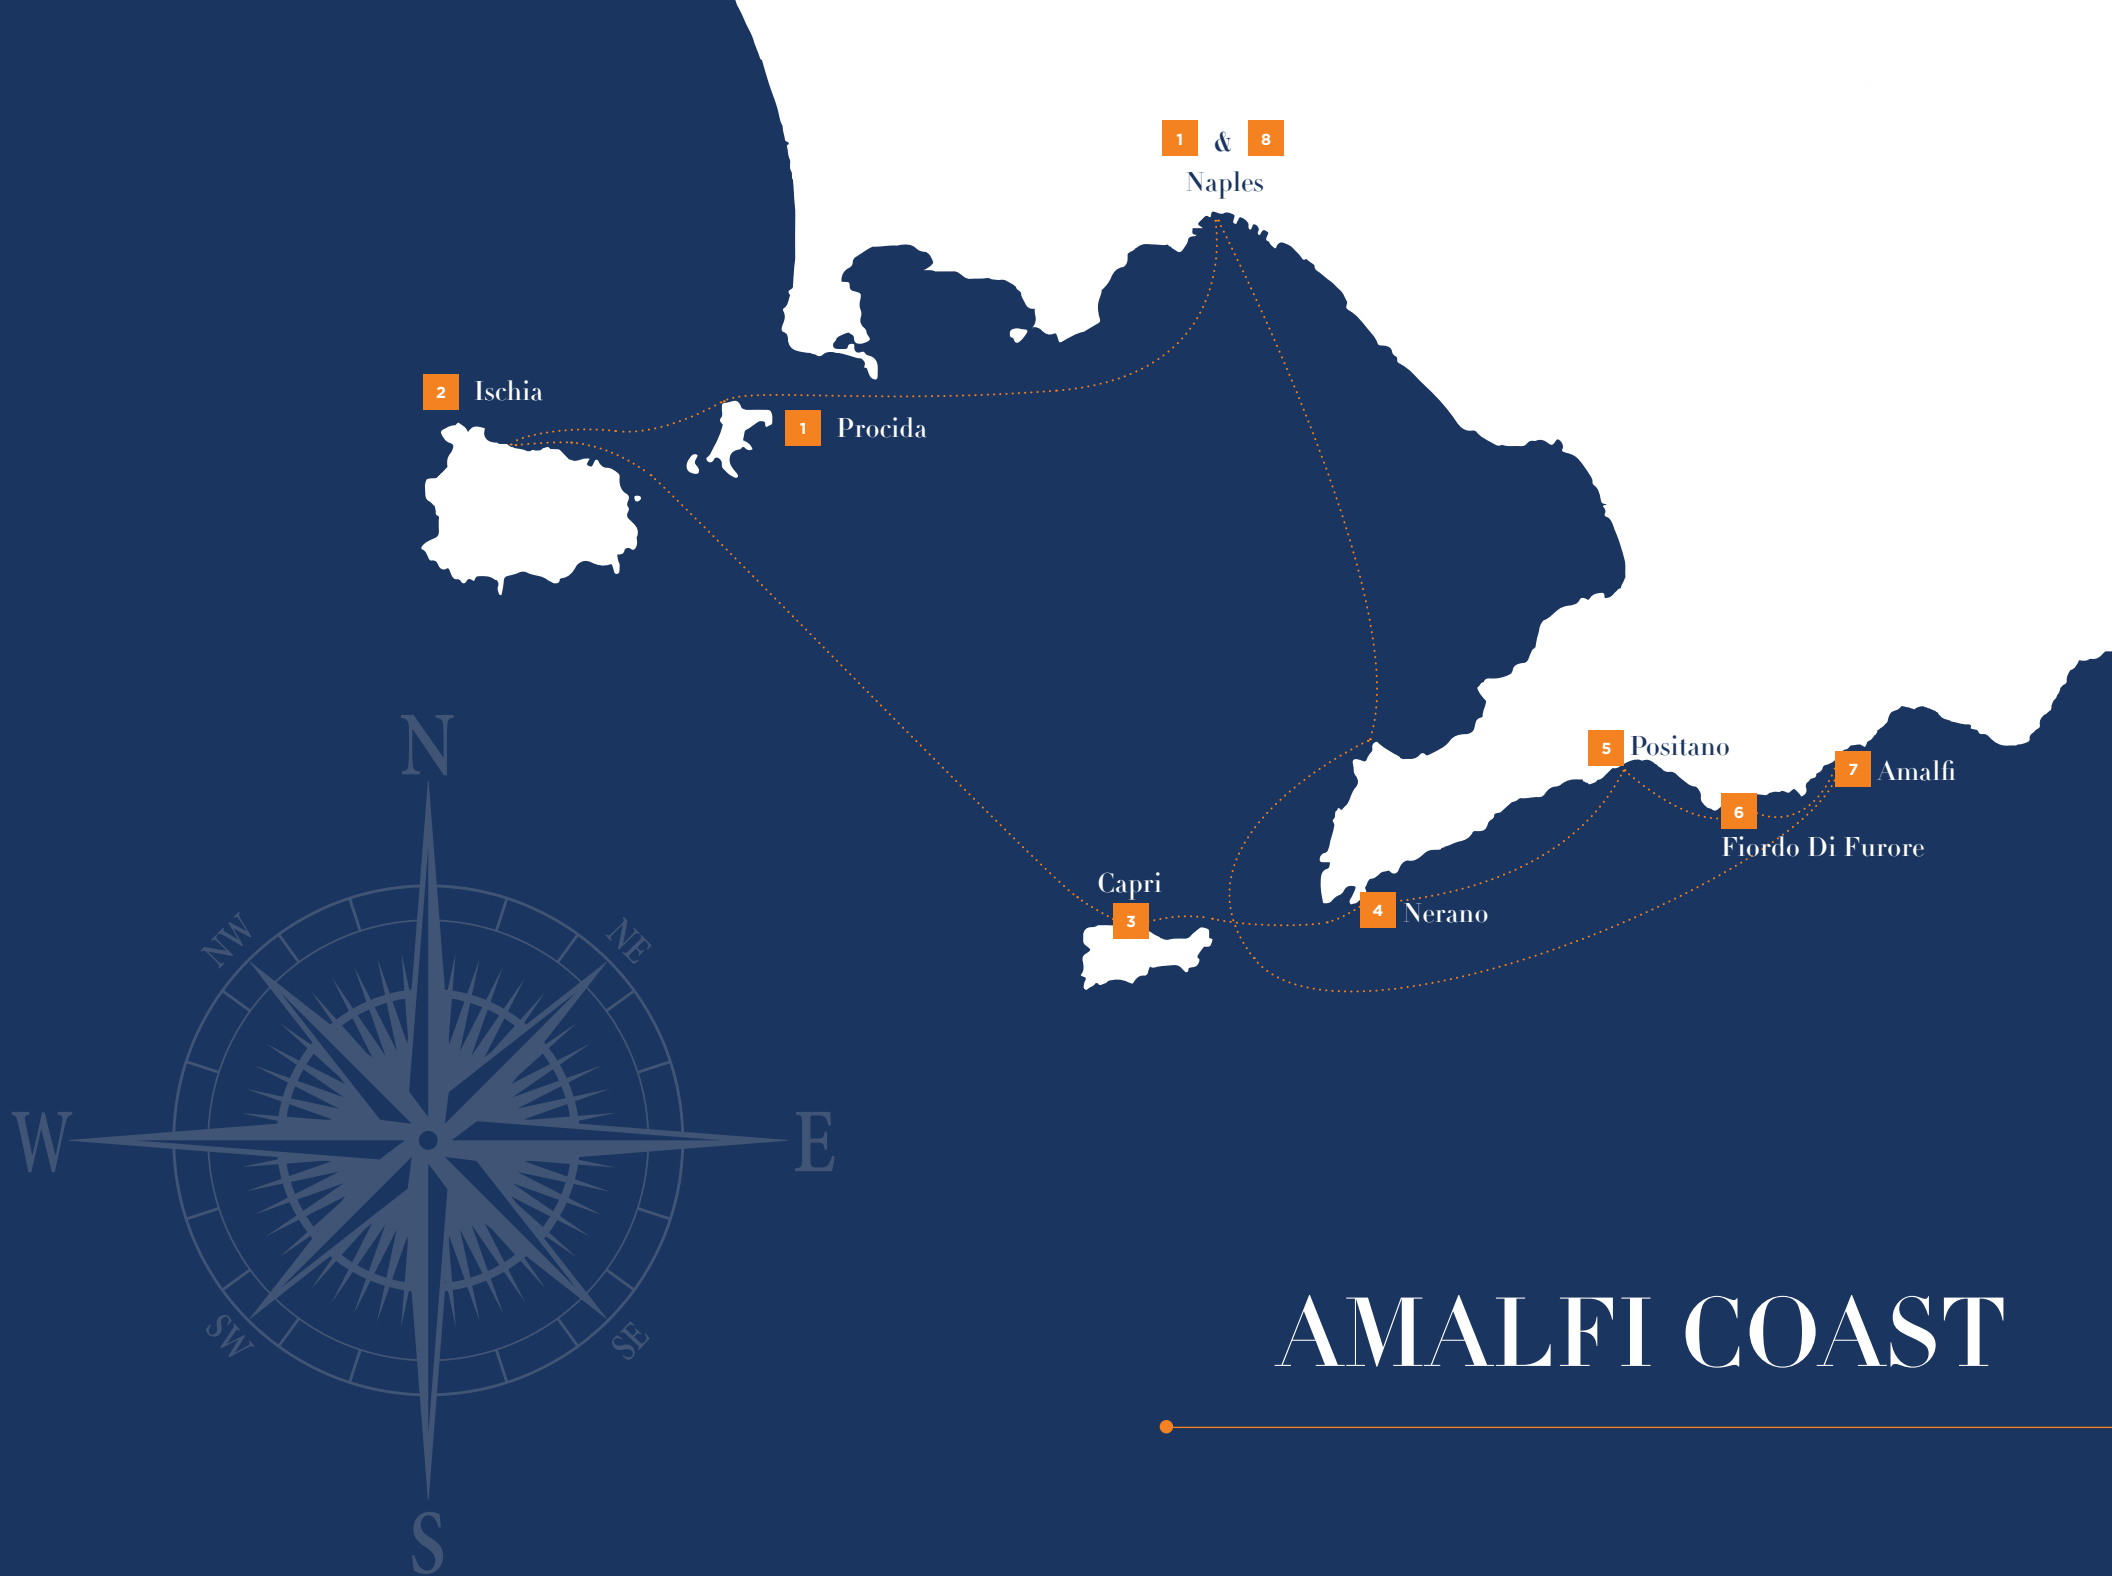 1 & 8
Naples
2 Ischia
1 Procida
N
5 Positano
7 Amalfi
6
Fiordo Di Furore
Capri
3
4 Nerano
NW
NE
W
E
SW
SE
S
AMALFI COAST